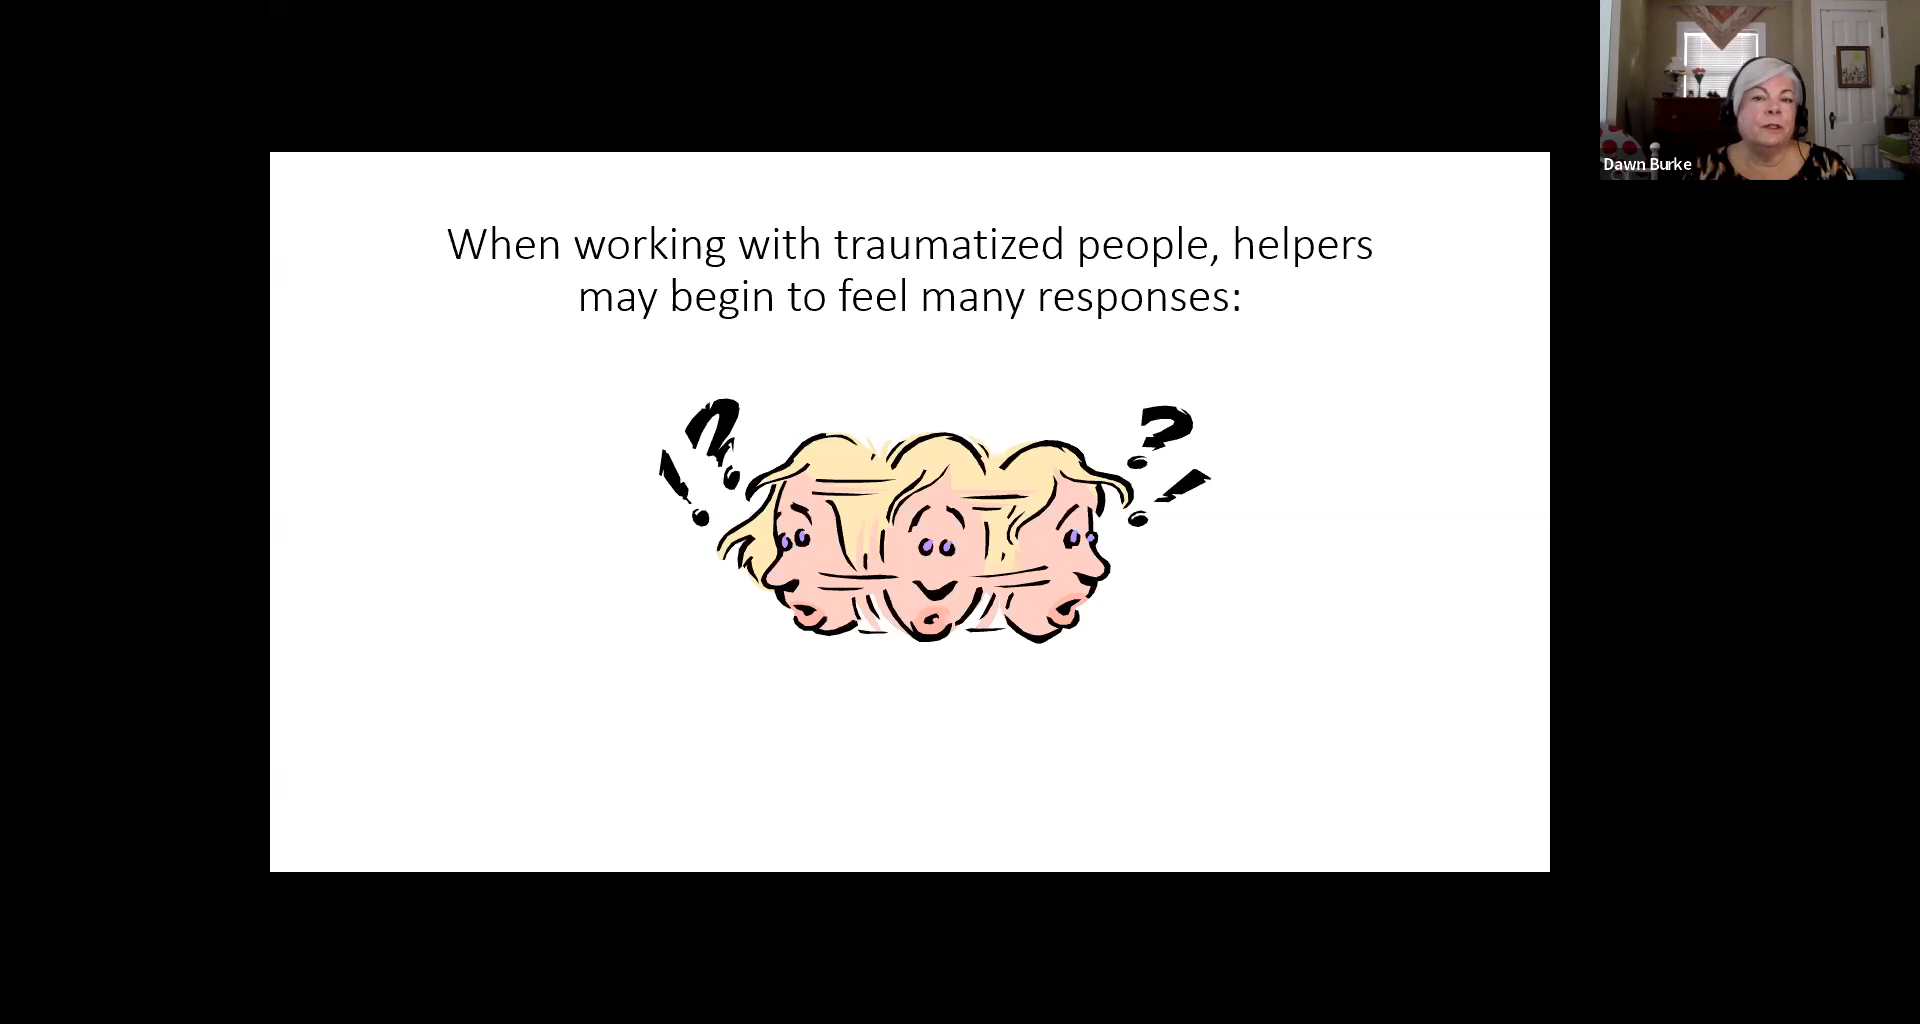 When working with traumatized people, helpers
may begin to feel many responses:
! ?
? !
Dawn Burke